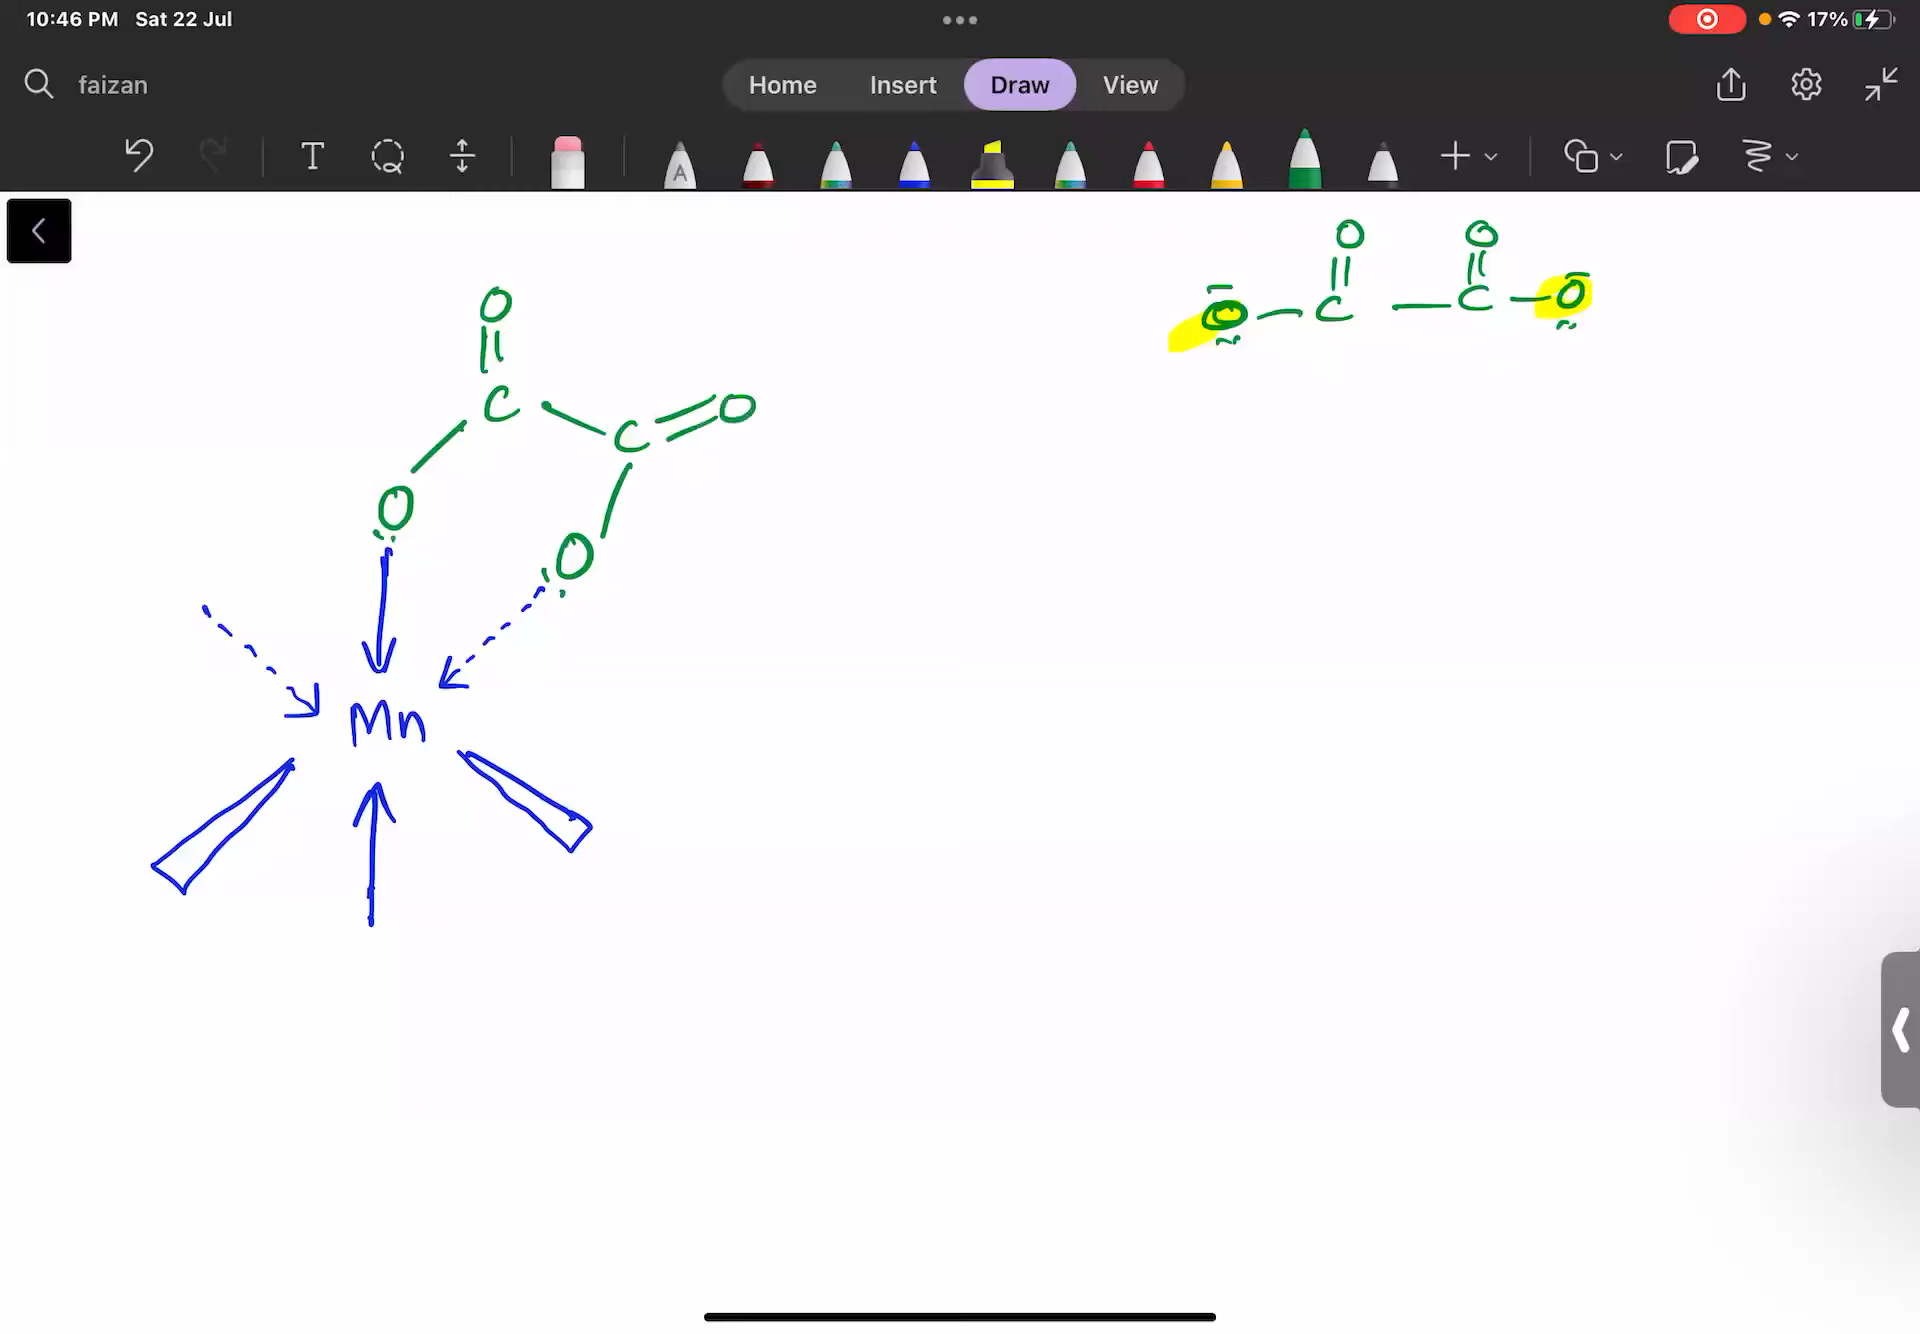 10:46 PM Sat 22 Jul
17%
faizan
Home Insert Draw View
T
A
O O
O C C O
O
C C O
O
O
Mn